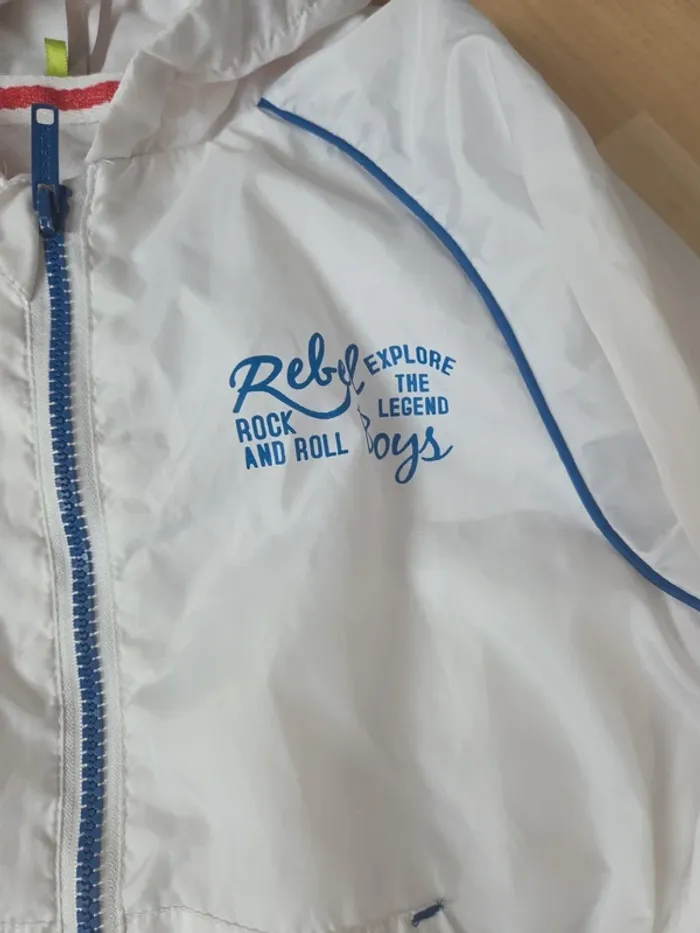 Rebel
ROCK
AND ROLL
EXPLORE
THE
LEGEND
Boys